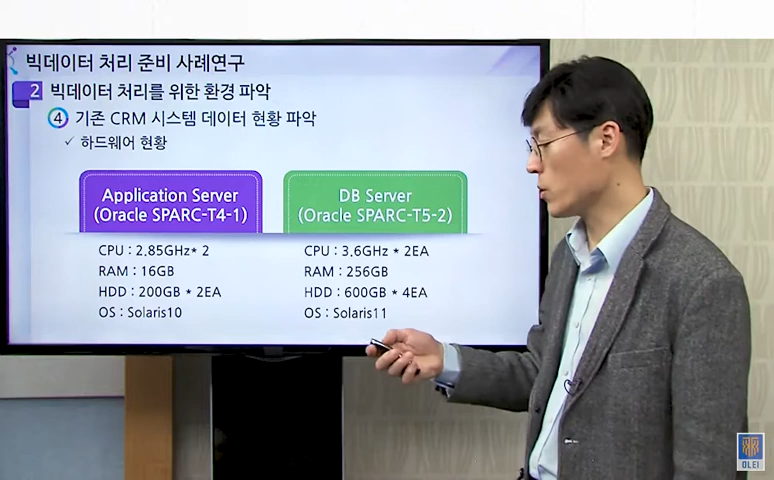 빅데이터 처리 준비 사례연구
2 빅데이터 처리를 위한 환경 파악
4 기존 CRM 시스템 데이터 현황 파악
✓ 하드웨어 현황
Application Server
(Oracle SPARC-T4-1)
CPU : 2.85GHz* 2
RAM : 16GB
HDD : 200GB * 2EA
OS : Solaris10
DB Server
(Oracle SPARC-T5-2)
CPU : 3.6GHz * 2EA
RAM : 256GB
HDD : 600GB * 4EA
OS : Solaris11
OLEI